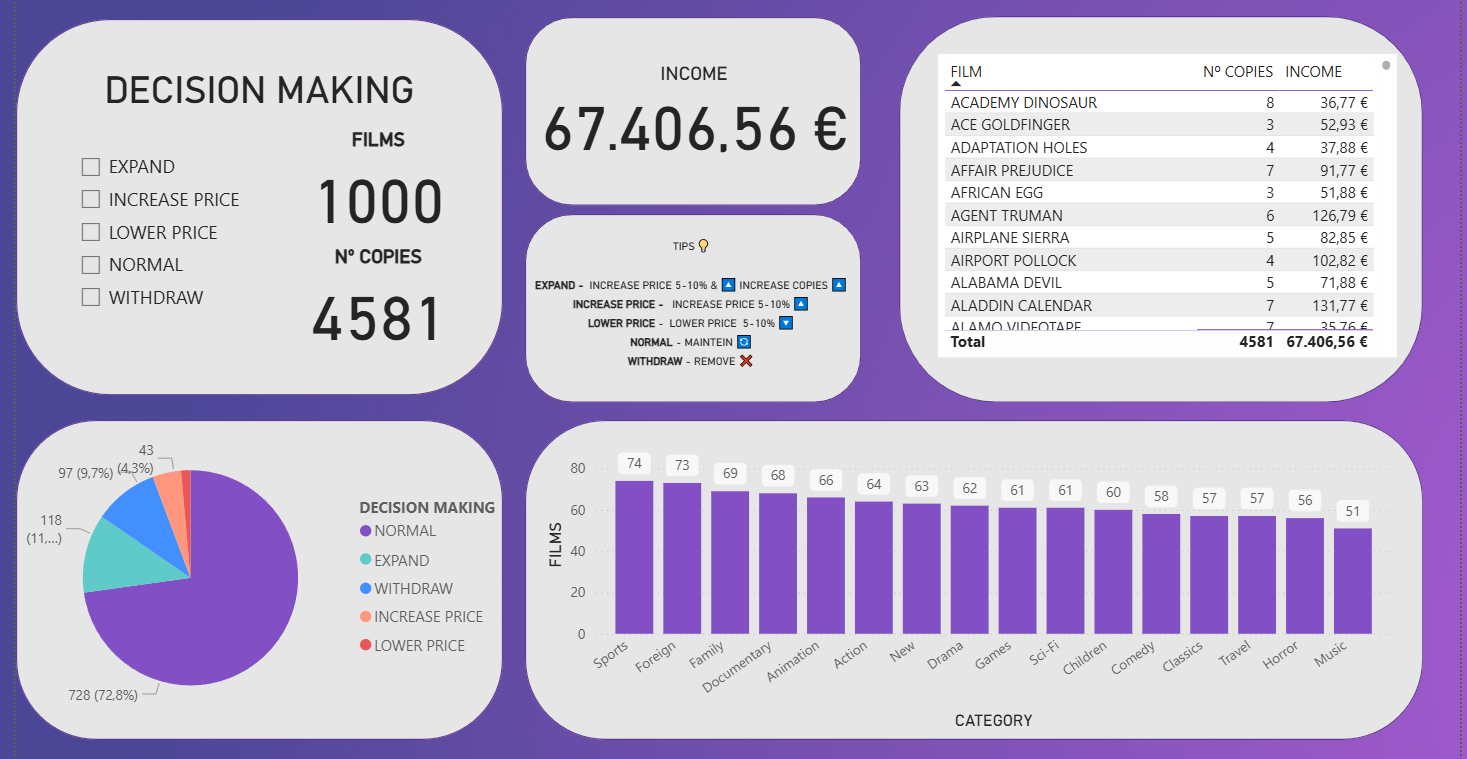 DECISION MAKING
EXPAND
INCREASE PRICE
LOWER PRICE
NORMAL
WITHDRAW
FILMS
1000
Nº COPIES
4581
INCOME
67.406,56 €
TIPS 💡
EXPAND - INCREASE PRICE 5-10% & 🔼 INCREASE COPIES 🔼
INCREASE PRICE - INCREASE PRICE 5-10% 🔼
LOWER PRICE - LOWER PRICE 5-10% 🔽
NORMAL - MAINTEIN 🔄
WITHDRAW - REMOVE ❌
FILM Nº COPIES INCOME
ACADEMY DINOSAUR 8 36,77 €
ACE GOLDFINGER 3 52,93 €
ADAPTATION HOLES 4 37,88 €
AFFAIR PREJUDICE 7 91,77 €
AFRICAN EGG 3 51,88 €
AGENT TRUMAN 6 126,79 €
AIRPLANE SIERRA 5 82,85 €
AIRPORT POLLOCK 4 102,82 €
ALABAMA DEVIL 5 71,88 €
ALADDIN CALENDAR 7 131,77 €
ALAMO VIDEOTAPE 7 35,76 €
Total 4581 67.406,56 €
43
(4,3%)
97 (9,7%)
118
(11,...)
728 (72,8%)
DECISION MAKING
NORMAL
EXPAND
WITHDRAW
INCREASE PRICE
LOWER PRICE
FILMS
80
60
40
20
0
74 73 69 68 66 64 63 62 61 61 60 58 57 57 56 51
Sports Foreign Family Documentary Animation Action New Drama Games Sci-Fi Children Comedy Classics Travel Horror Music
CATEGORY